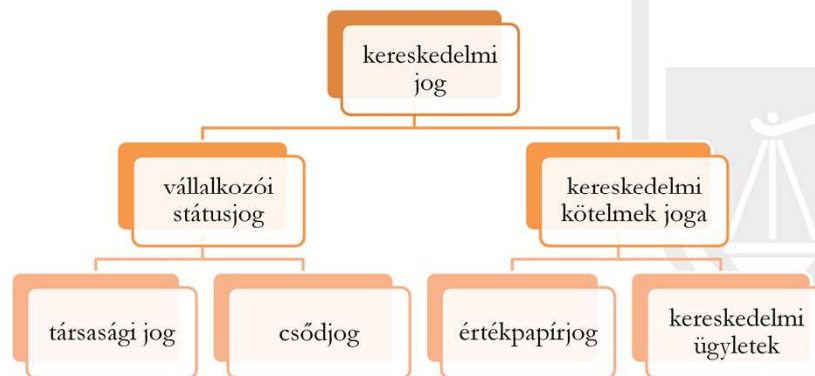 kereskedelmi
jog
vállalkozói
státusjog
kereskedelmi
kötelmek joga
társasági jog
csődjog
értékpapírjog
kereskedelmi
ügyletek